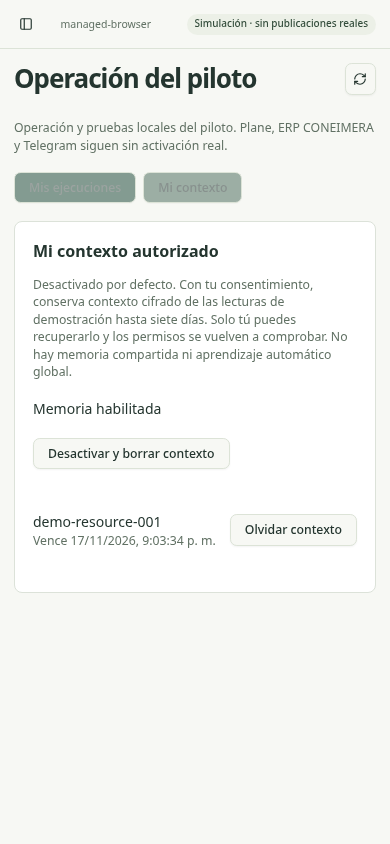 managed-browser
Simulación · sin publicaciones reales
Operación del piloto
Operación y pruebas locales del piloto. Plane, ERP CONEIMERA
y Telegram siguen sin activación real.
Mis ejecuciones
Mi contexto
Mi contexto autorizado
Desactivado por defecto. Con tu consentimiento,
conserva contexto cifrado de las lecturas de
demostración hasta siete días. Solo tú puedes
recuperarlo y los permisos se vuelven a comprobar. No
hay memoria compartida ni aprendizaje automático
global.
Memoria habilitada
Desactivar y borrar contexto
demo-resource-001
Vence 17/11/2026, 9:03:34 p. m.
Olvidar contexto